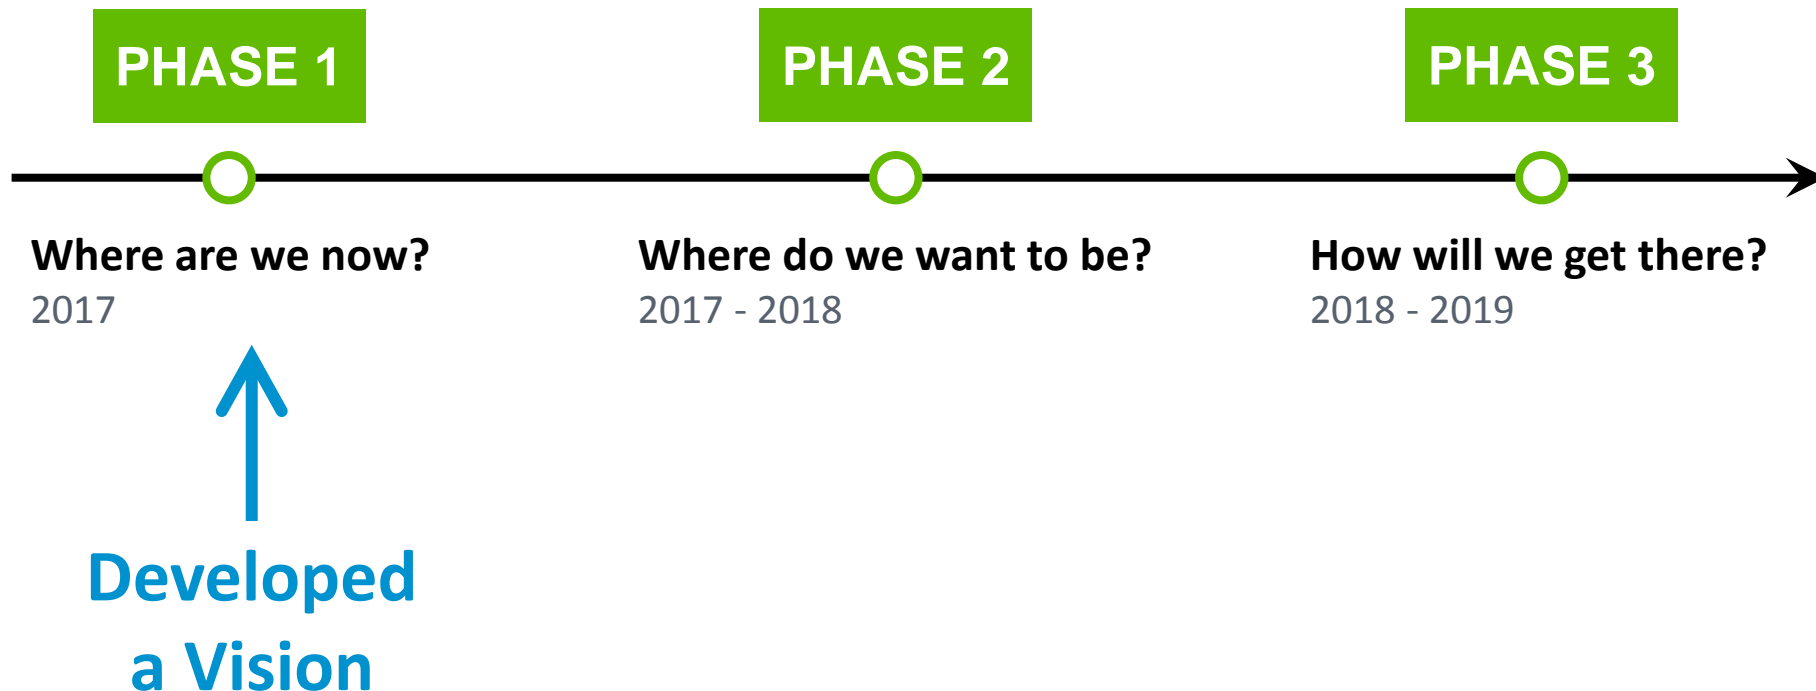 PHASE 1
PHASE 2
PHASE 3
Where are we now?
2017
Where do we want to be?
2017 - 2018
How will we get there?
2018 - 2019
Developed
a Vision